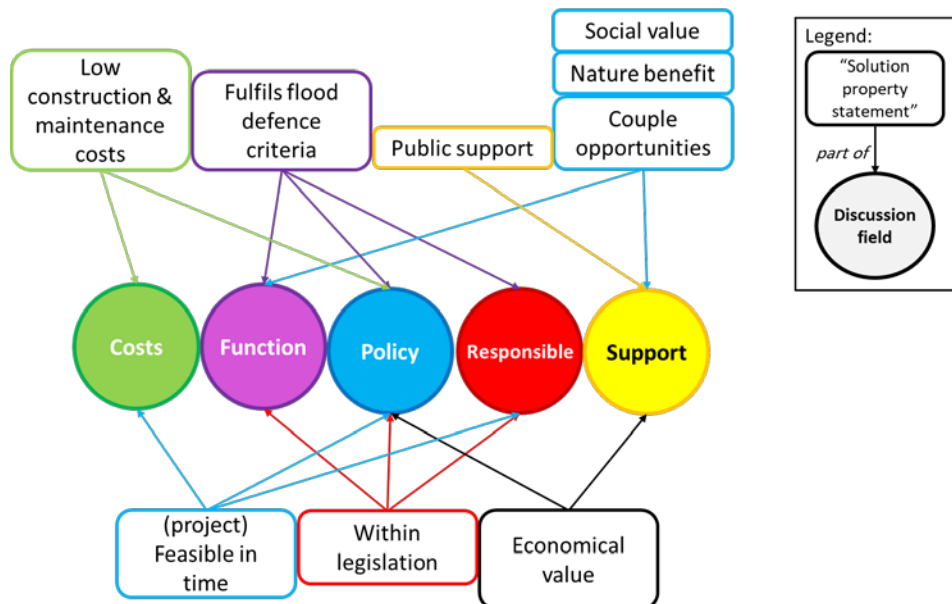 Low
construction &
maintenance
costs
Fulfils flood
defence
criteria
Public support
Social value
Nature benefit
Couple
opportunities
Legend:
“Solution
property
statement”
part of
Discussion
field
Costs
Function
Policy
Responsible
Support
(project)
Feasible in
time
Within
legislation
Economical
value